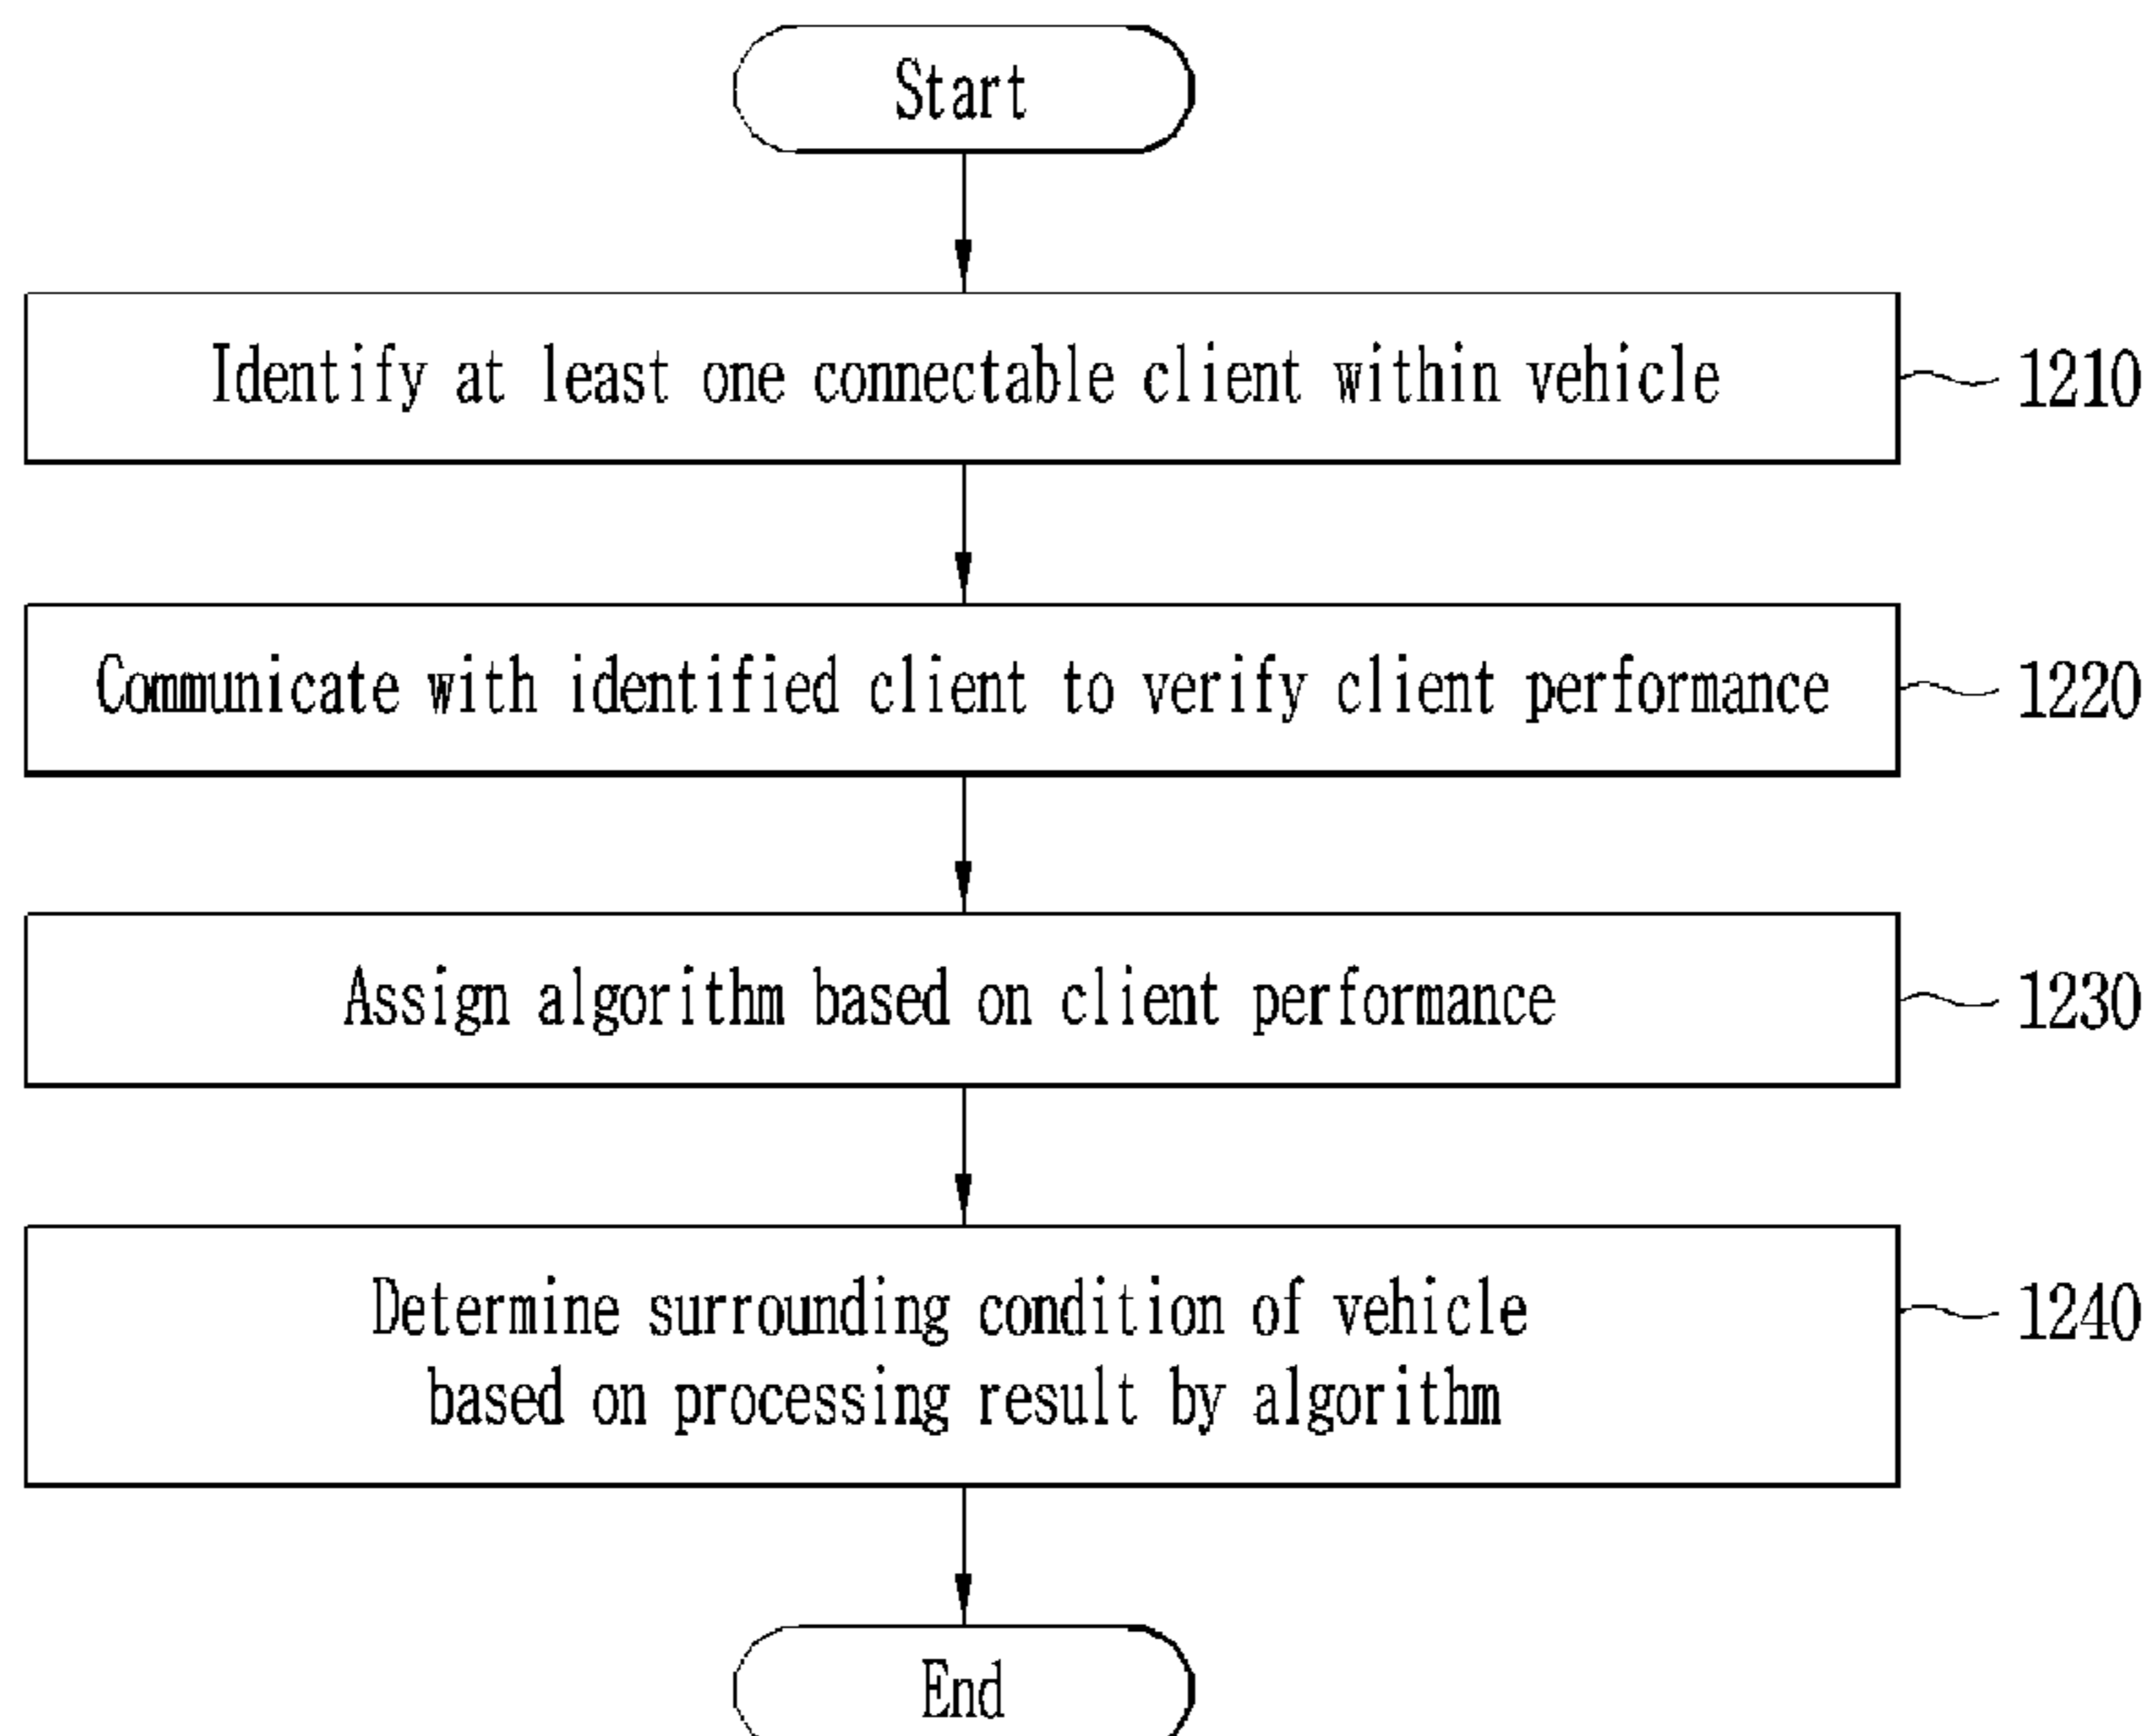 Start
Identify at least one connectable client within vehicle
1210
Communicate with identified client to verify client performance
1220
Assign algorithm based on client performance
1230
Determine surrounding condition of vehicle
1240
based on processing result by algorithm
End